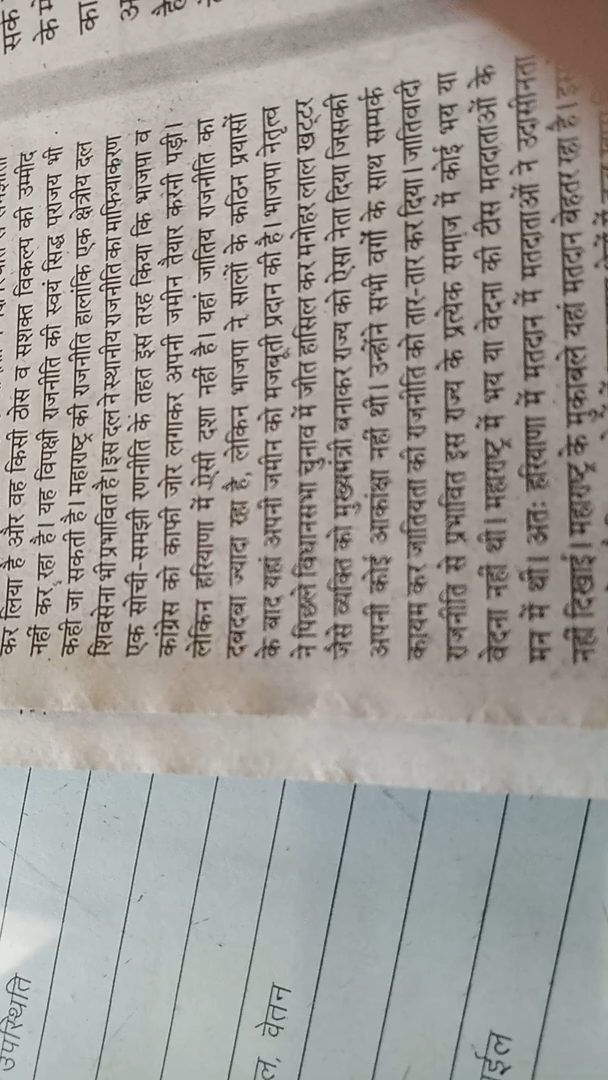 कर लिया है और वह किसी ठोस व सशक्त विकल्प की उम्मीद
नहीं कर रहा है। यह विपक्षी राजनीति की स्वयं सिद्ध पराजय भी
कही जा सकती है। महाराष्ट्र की राजनीति हालांकि एक क्षेत्रीय दल
शिवसेना भी प्रभावित है। इस दल ने स्थानीय राजनीति का माफियाकरण
एक सोची-समझी रणनीति के तहत इस तरह किया कि भाजपा व
कांग्रेस को काफी जोर लगाकर अपनी जमीन तैयार करनी पड़ी।
लेकिन हरियाणा में ऐसी दशा नहीं है। यहां जातिय राजनीति का
दबदबा ज्यादा रहा है, लेकिन भाजपा ने सालों के कठिन प्रयासों
के बाद यहां अपनी जमीन को मजबूती प्रदान की है। भाजपा नेतृत्व
ने पिछले विधानसभा चुनाव में जीत हासिल कर मनोहर लाल खट्टर
जैसे व्यक्ति को मुख्यमंत्री बनाकर राज्य को ऐसा नेता दिया जिसकी
अपनी कोई आकांक्षा नहीं थी। उन्होंने सभी वर्गों के साथ सम्पर्क
कायम कर जातियता की राजनीति को तार-तार कर दिया। जातिवादी
राजनीति से प्रभावित इस राज्य के प्रत्येक समाज में कोई भय या
वेदना नहीं थी। महाराष्ट्र में भय या वेदना की टीस मतदाताओं के
मन में थी। अतः हरियाणा में मतदान में मतदाताओं ने उदासीनता
नहीं दिखाई। महाराष्ट्र के मुकाबले यहां मतदान बेहतर रहा है।
सके
के में
का
उपस्थिति
ल, वेतन
ईल